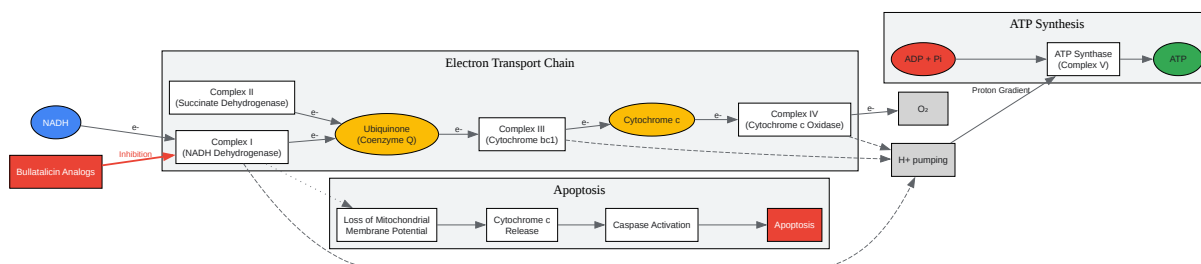 ATP Synthesis
ADP + Pi
ATP Synthase
(Complex V)
ATP
Proton Gradient
Electron Transport Chain
Complex II
(Succinate Dehydrogenase)
e-
NADH
e-
Complex I
(NADH Dehydrogenase)
e-
Ubiquinone
(Coenzyme Q)
e-
Complex III
(Cytochrome bc1)
e-
Cytochrome c
e-
Complex IV
(Cytochrome c Oxidase)
e-
O₂
H+ pumping
Inhibition
Bullatalicin Analogs
Apoptosis
Loss of Mitochondrial
Membrane Potential
Cytochrome c
Release
Caspase Activation
Apoptosis